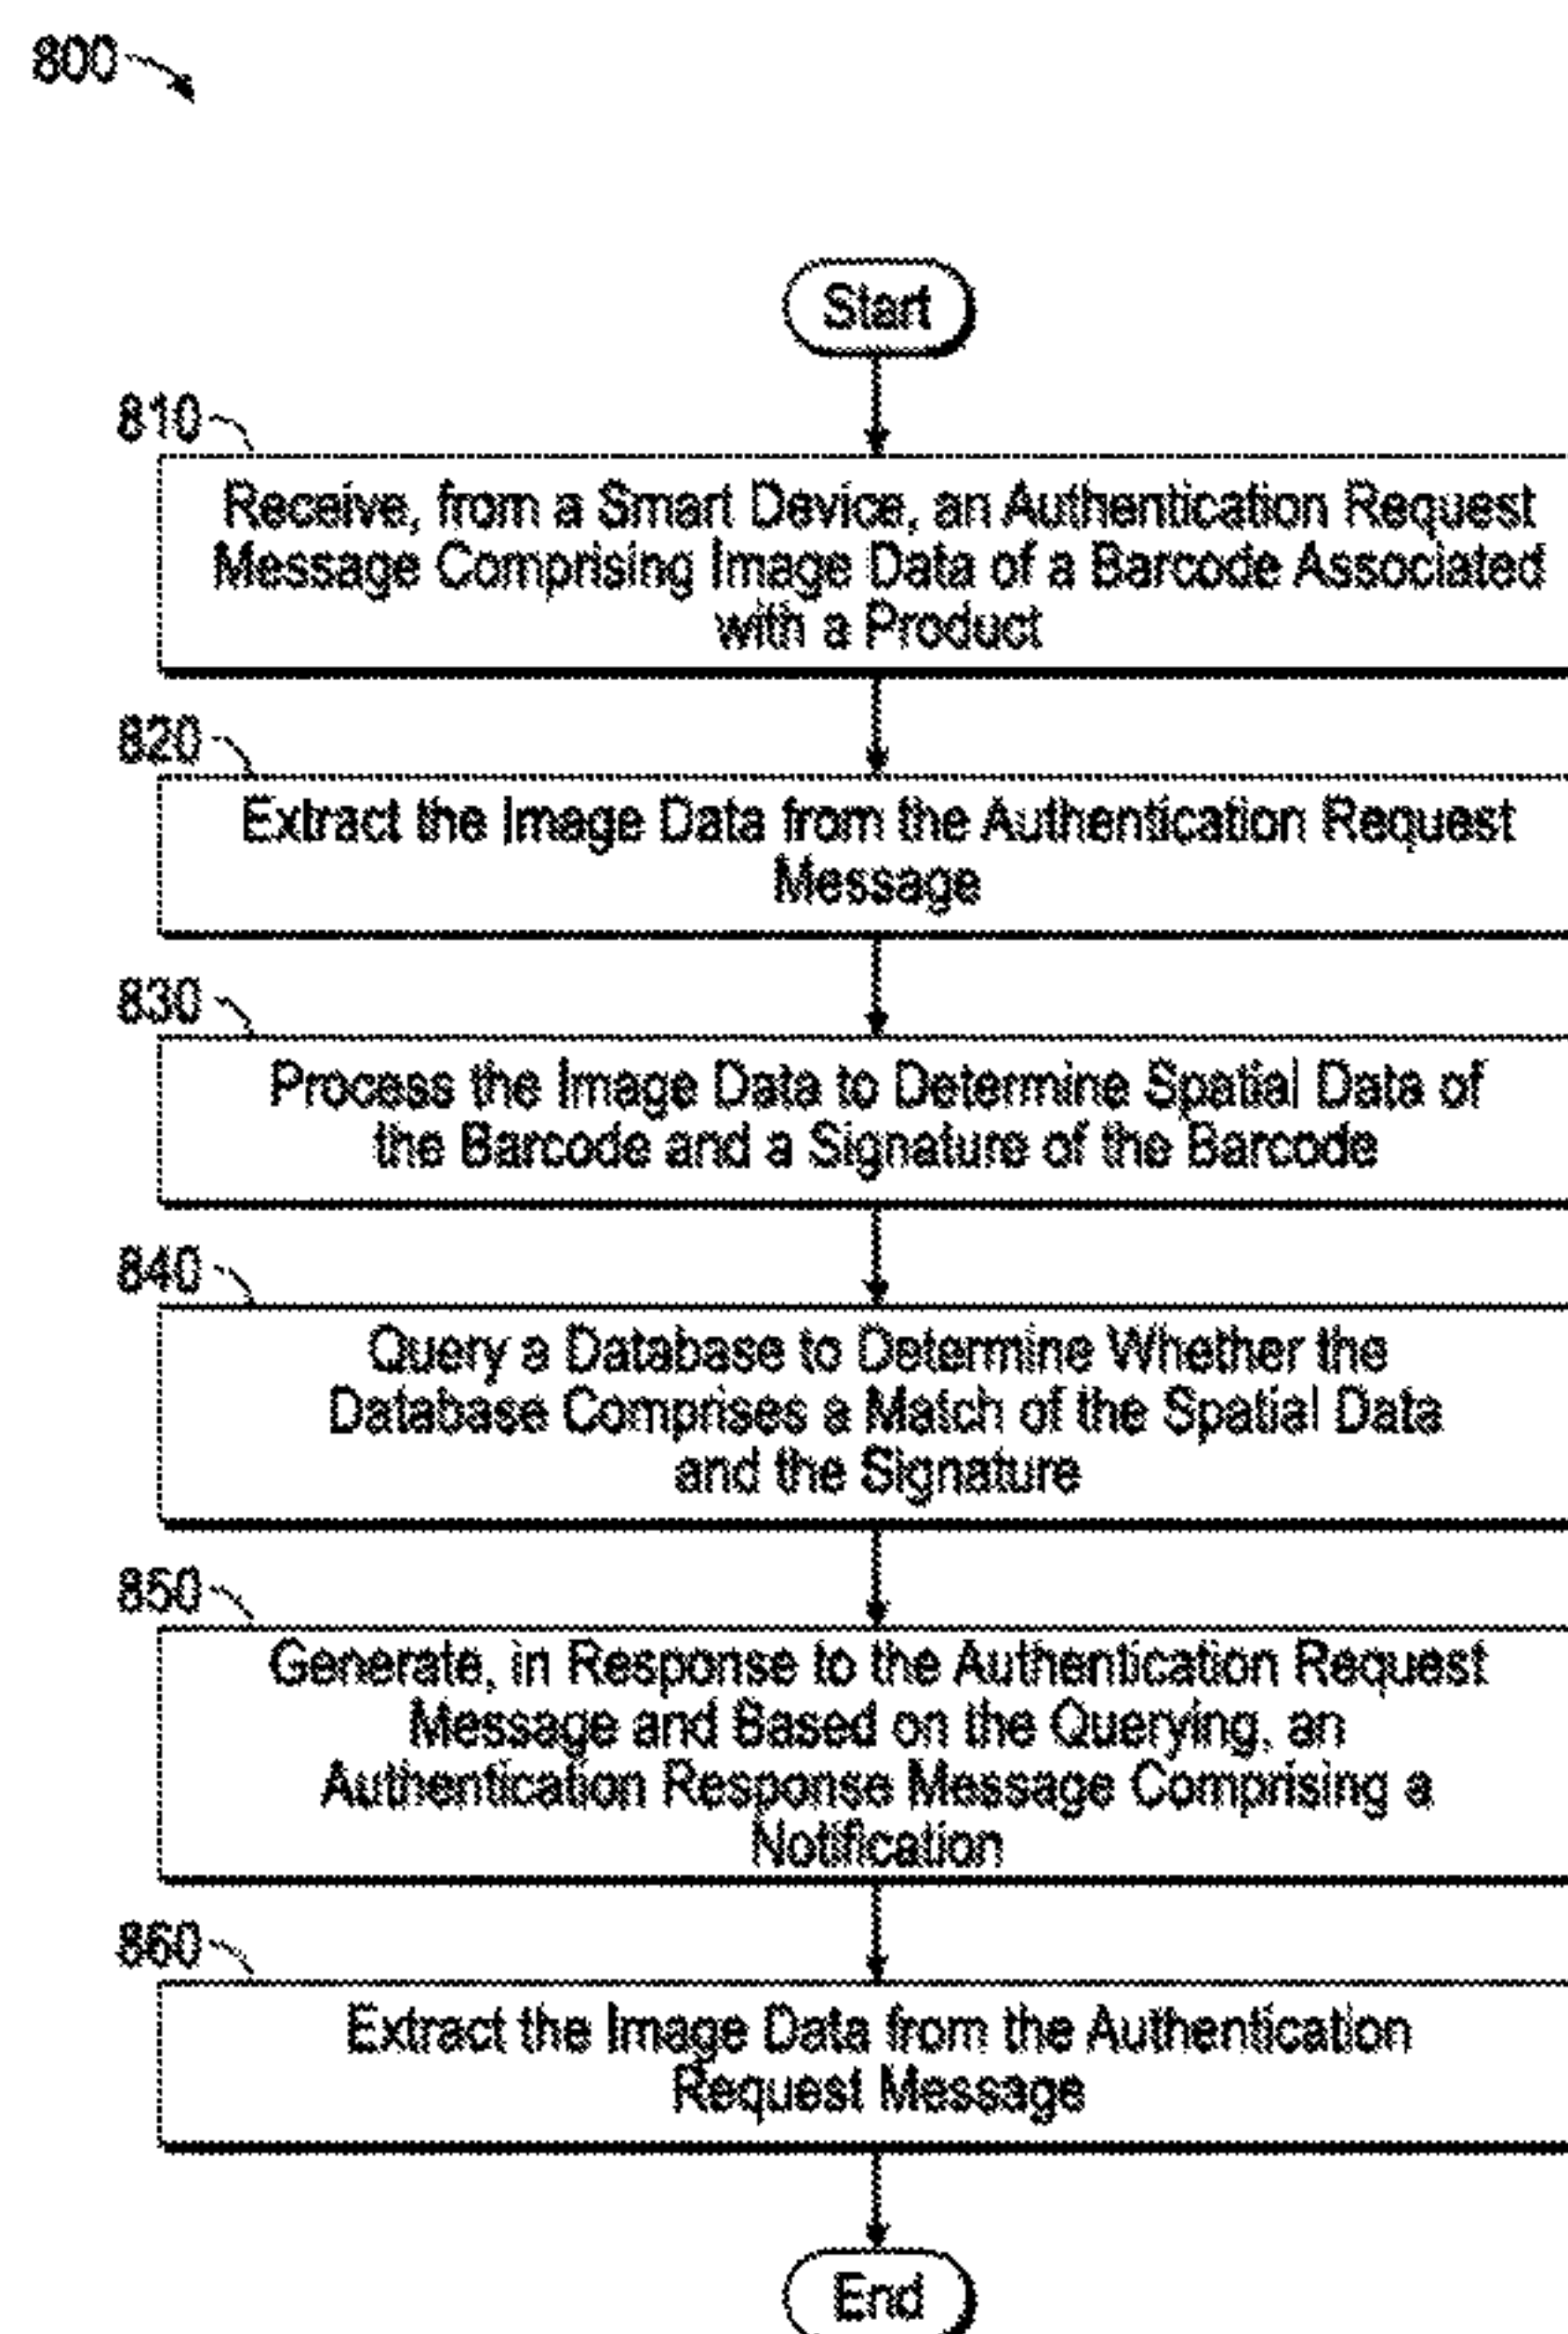 800
Start
810
Receive, from a Smart Device, an Authentication Request
Message Comprising Image Data of a Barcode Associated
with a Product
820
Extract the Image Data from the Authentication Request
Message
830
Process the Image Data to Determine Spatial Data of
the Barcode and a Signature of the Barcode
840
Query a Database to Determine Whether the
Database Comprises a Match of the Spatial Data
and the Signature
850
Generate, in Response to the Authentication Request
Message and Based on the Querying, an
Authentication Response Message Comprising a
Notification
860
Extract the Image Data from the Authentication
Request Message
End